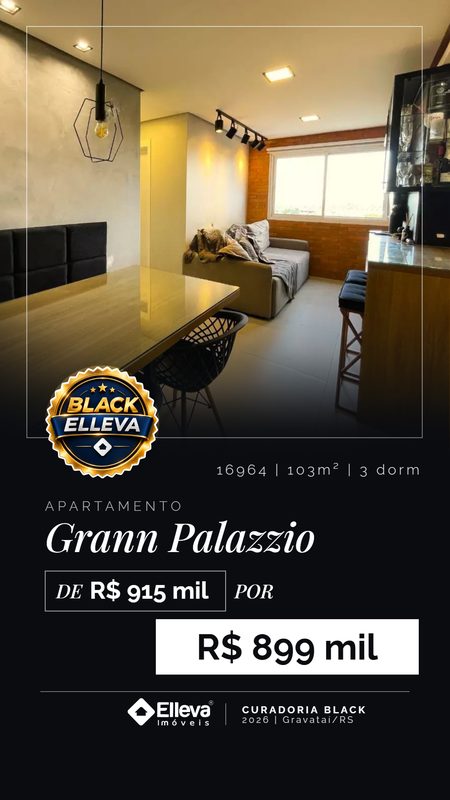 BLACK
ELLEVA
16964 | 103m² | 3 dorm
APARTAMENTO
Grann Palazzio
DE R$ 915 mil POR
R$ 899 mil
Elleva® | CURADORIA BLACK
Imóveis | 2026 | Gravataí/RS